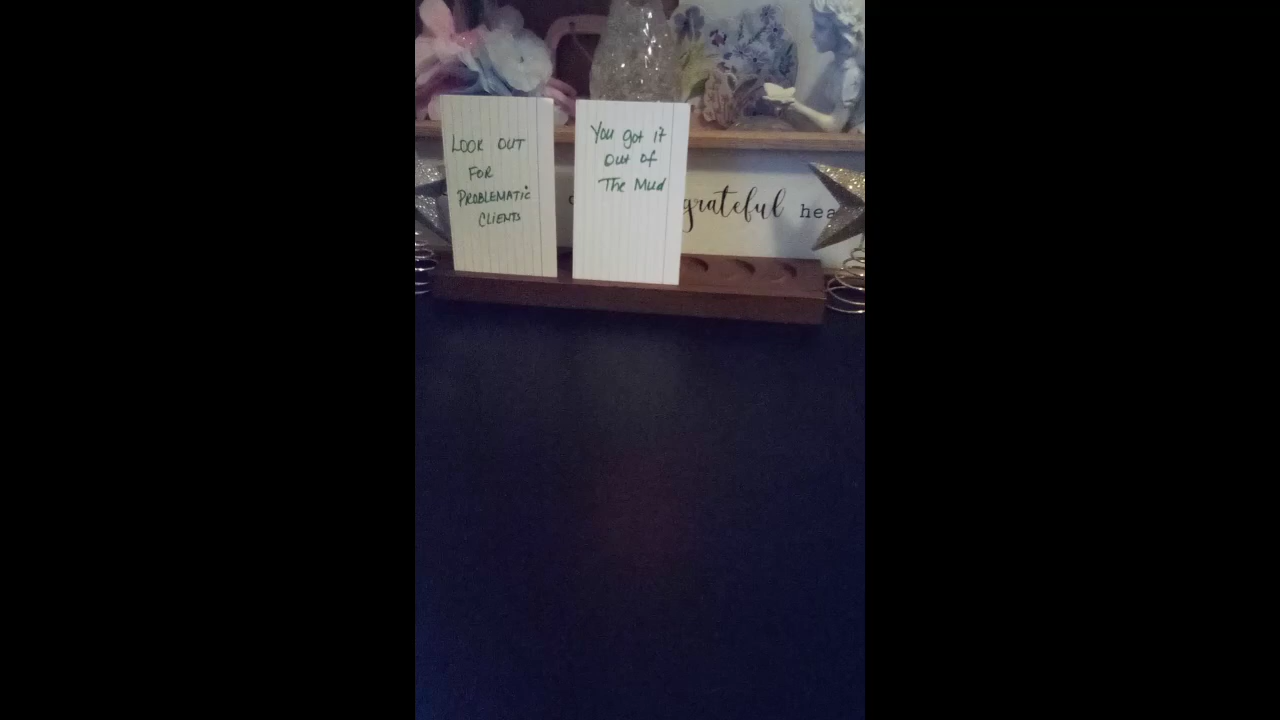 LOOK OUT
FOR
PROBLEMATIC
CLIENTS
You got it
out of
The Mud
grateful hea